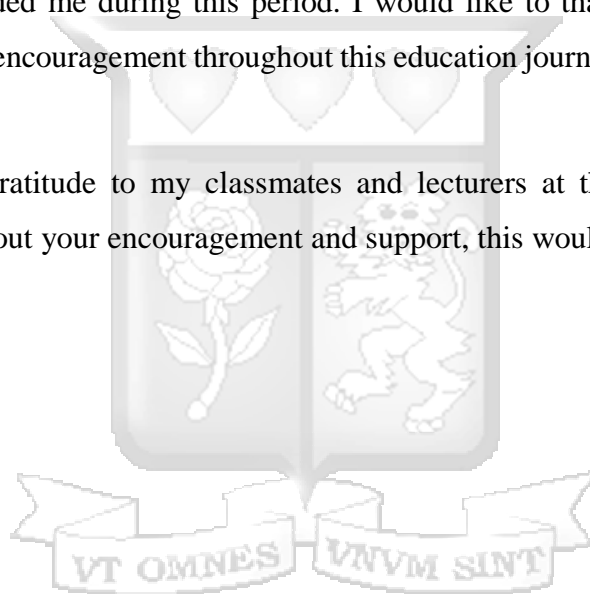 ded me during this period. I would like to tha
encouragement throughout this education journ
ratitude to my classmates and lecturers at th
out your encouragement and support, this woul
VT OMNES VNVM SINT